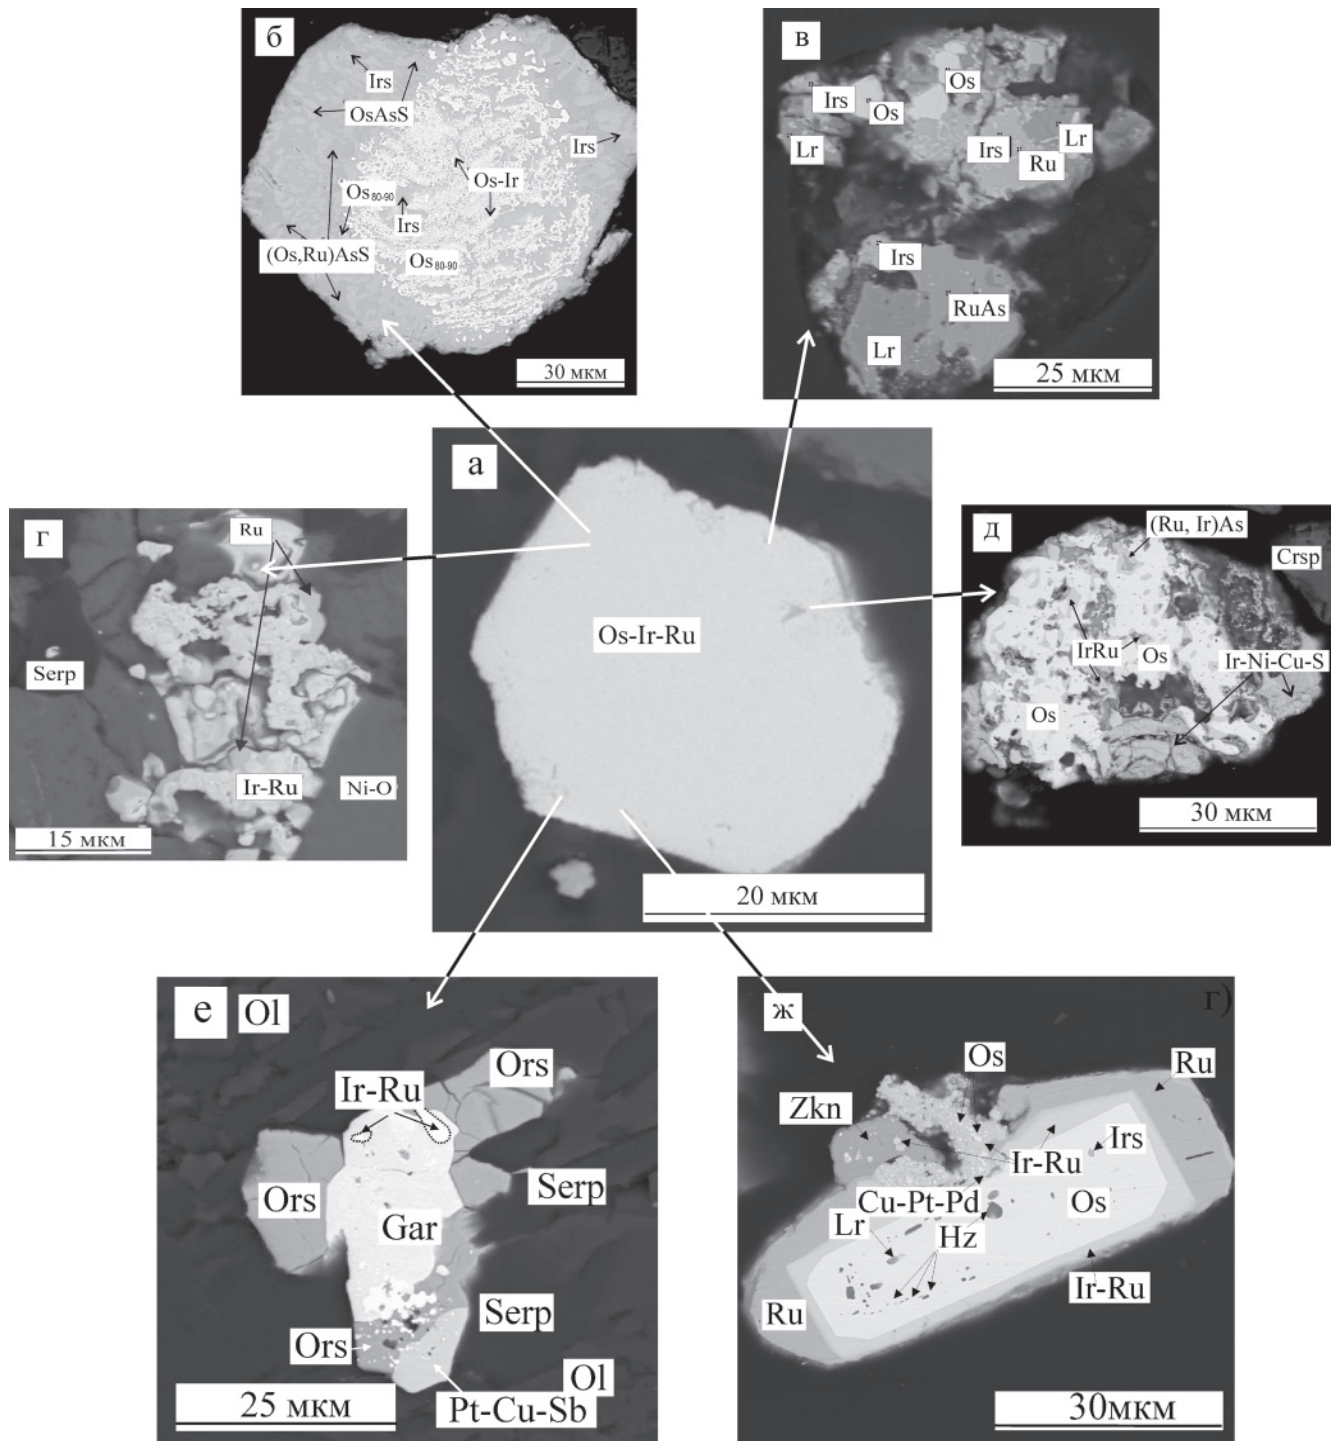 б
Irs
OsAsS
Irs
Os-Ir
Os80-90
Irs
(Os,Ru)AsS
Os80-90
30 мкм
в
Os
Irs
Os
Lr
Irs
Ru
Lr
Irs
RuAs
Lr
25 мкм
а
Os-Ir-Ru
20 мкм
г
Ru
Serp
Ir-Ru
Ni-O
15 мкм
д
(Ru, Ir)As
Crsp
IrRu
Os
Ir-Ni-Cu-S
Os
30 мкм
е
Ol
Ors
Ir-Ru
Ors
Serp
Gar
Serp
Ors
Ol
Pt-Cu-Sb
25 мкм
ж
г)
Os
Ru
Zkn
Irs
Ir-Ru
Cu-Pt-Pd
Os
Lr
Hz
Ir-Ru
Ru
30мкм